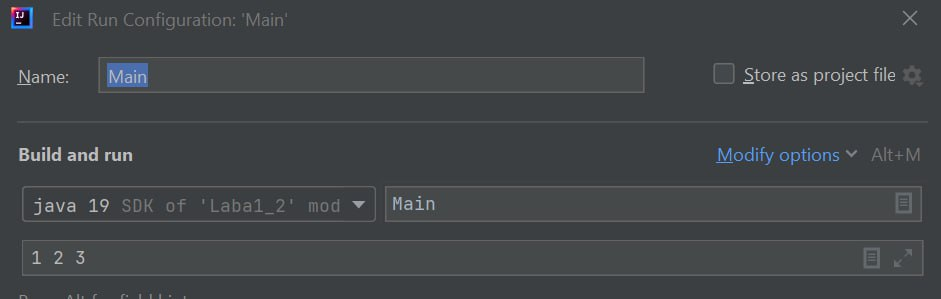 Edit Run Configuration: 'Main'
Name: Main Store as project file
Build and run Modify options Alt+M
java 19 SDK of 'Laba1_2' mod Main
1 2 3